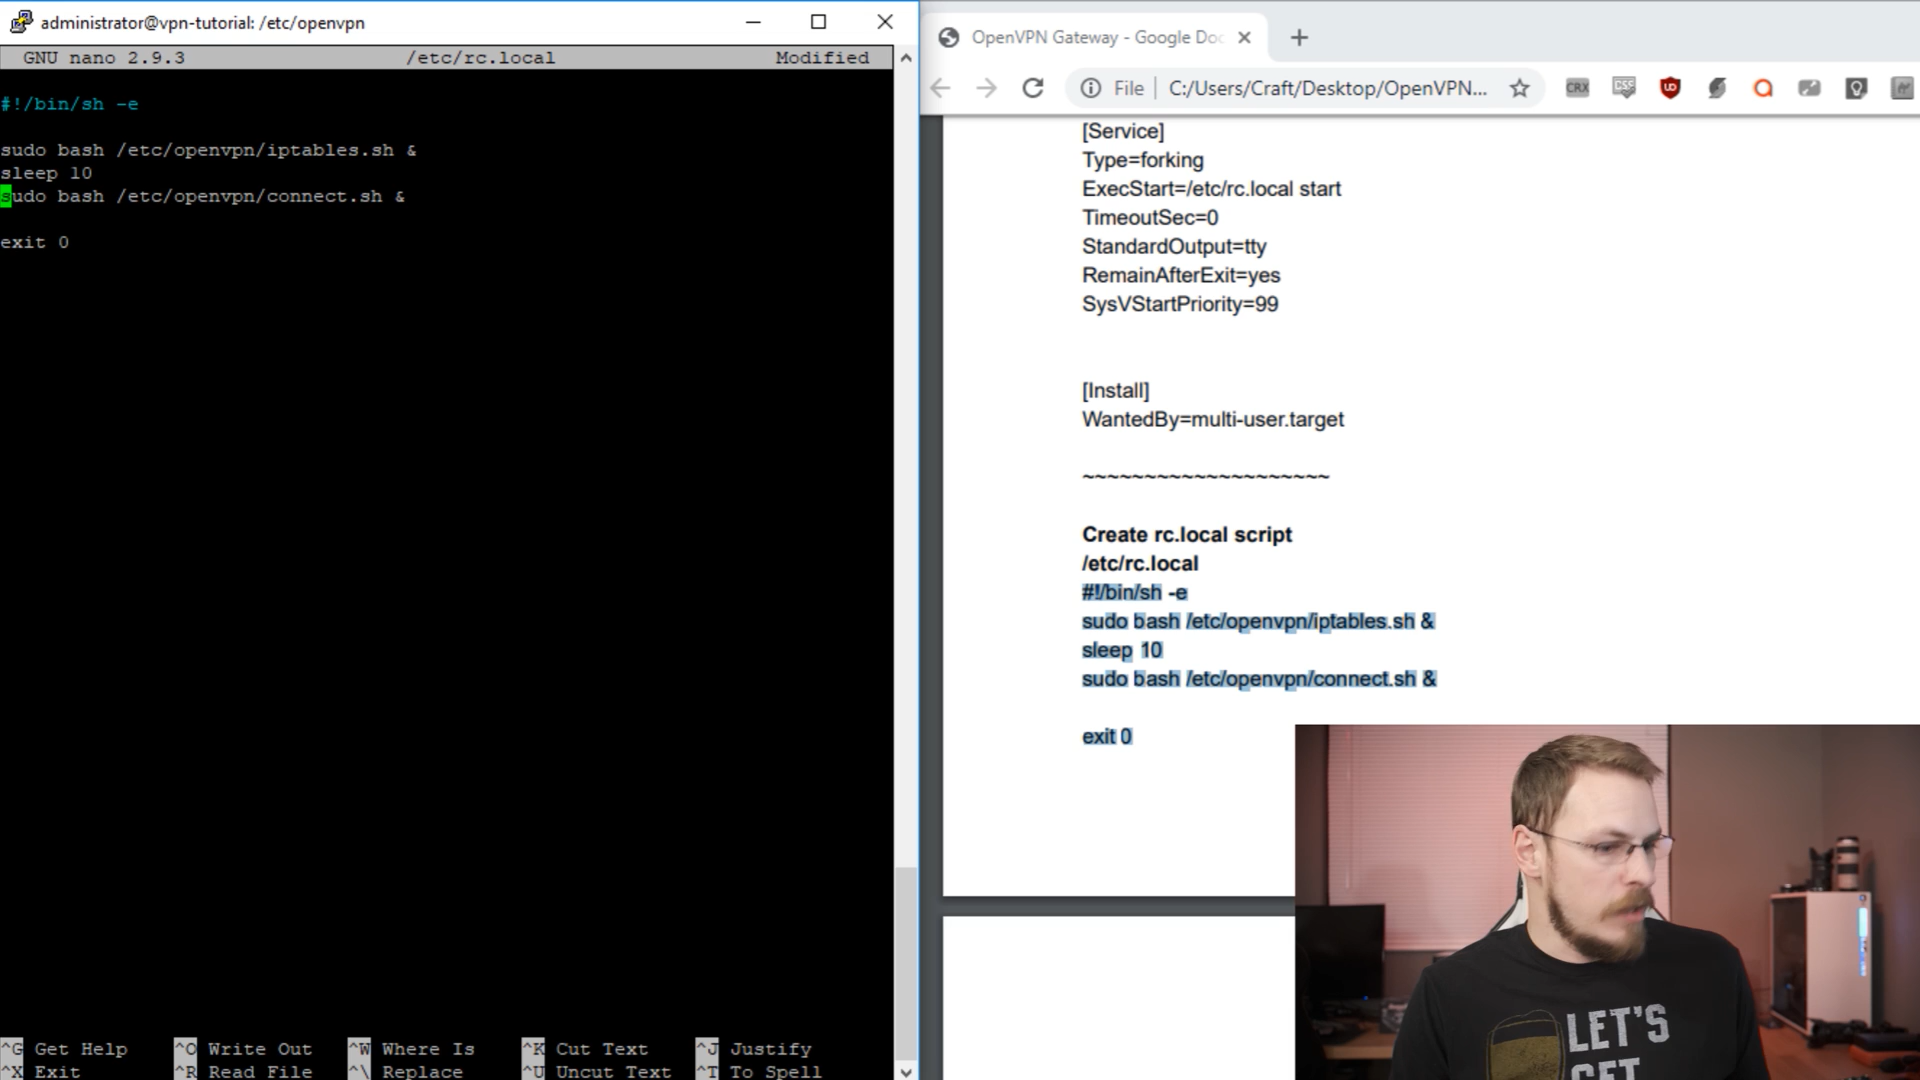 administrator@vpn-tutorial: /etc/openvpn
GNU nano 2.9.3 /etc/rc.local Modified
#!/bin/sh -e
sudo bash /etc/openvpn/iptables.sh &
sleep 10
sudo bash /etc/openvpn/connect.sh &
exit 0
^G Get Help ^O Write Out ^W Where Is ^K Cut Text ^J Justify
^X Exit ^R Read File ^\ Replace ^U Uncut Text ^T To Spell
OpenVPN Gateway - Google Doc
File C:/Users/Craft/Desktop/OpenVPN...
CRX
CSS
[Service]
Type=forking
ExecStart=/etc/rc.local start
TimeoutSec=0
StandardOutput=tty
RemainAfterExit=yes
SysVStartPriority=99
[Install]
WantedBy=multi-user.target
~~~~~~~~~~~~~~~~~~~~
Create rc.local script
/etc/rc.local
#!/bin/sh -e
sudo bash /etc/openvpn/iptables.sh &
sleep 10
sudo bash /etc/openvpn/connect.sh &
exit 0
LET'S
GET